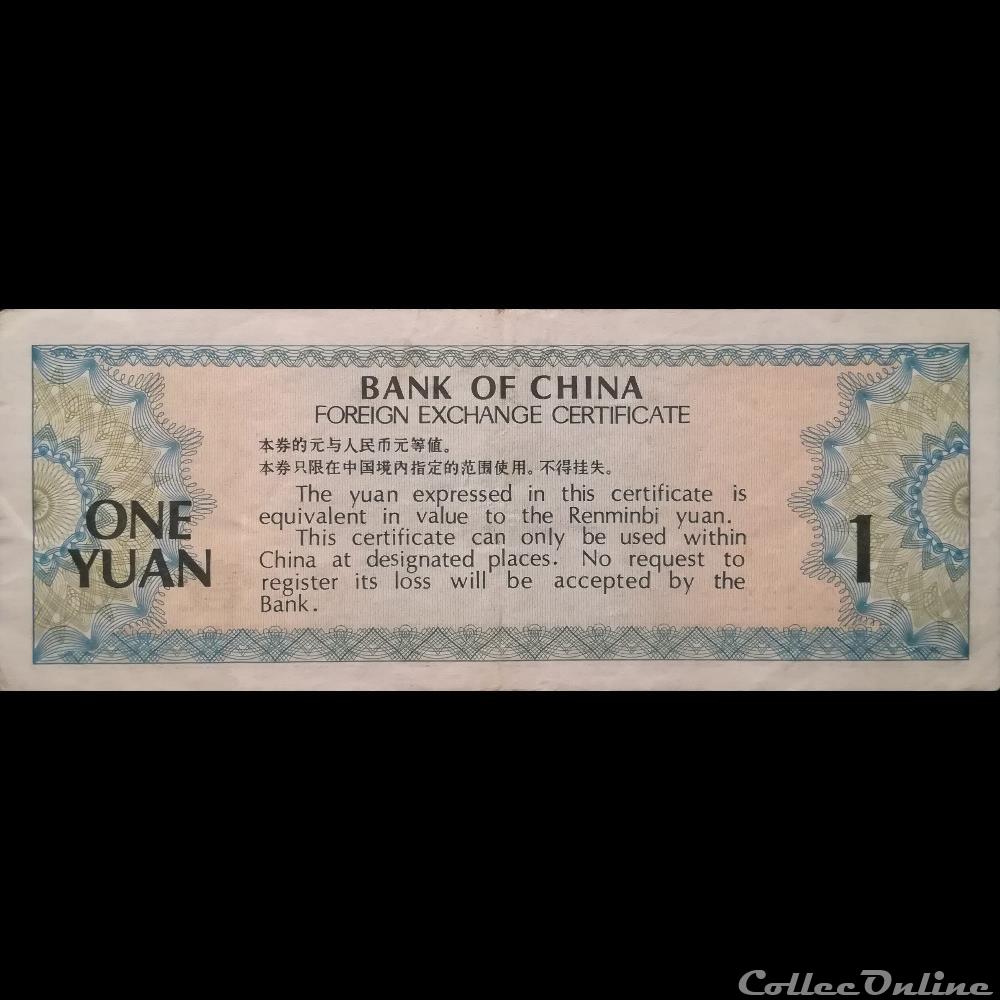 BANK OF CHINA
FOREIGN EXCHANGE CERTIFICATE
本券的元与人民币元等值。
本券只限在中国境内指定的范围使用。不得挂失。
The yuan expressed in this certificate is
equivalent in value to the Renminbi yuan.
This certificate can only be used within
China at designated places. No request to
register its loss will be accepted by the
Bank.
ONE
YUAN
1
CollecOnline